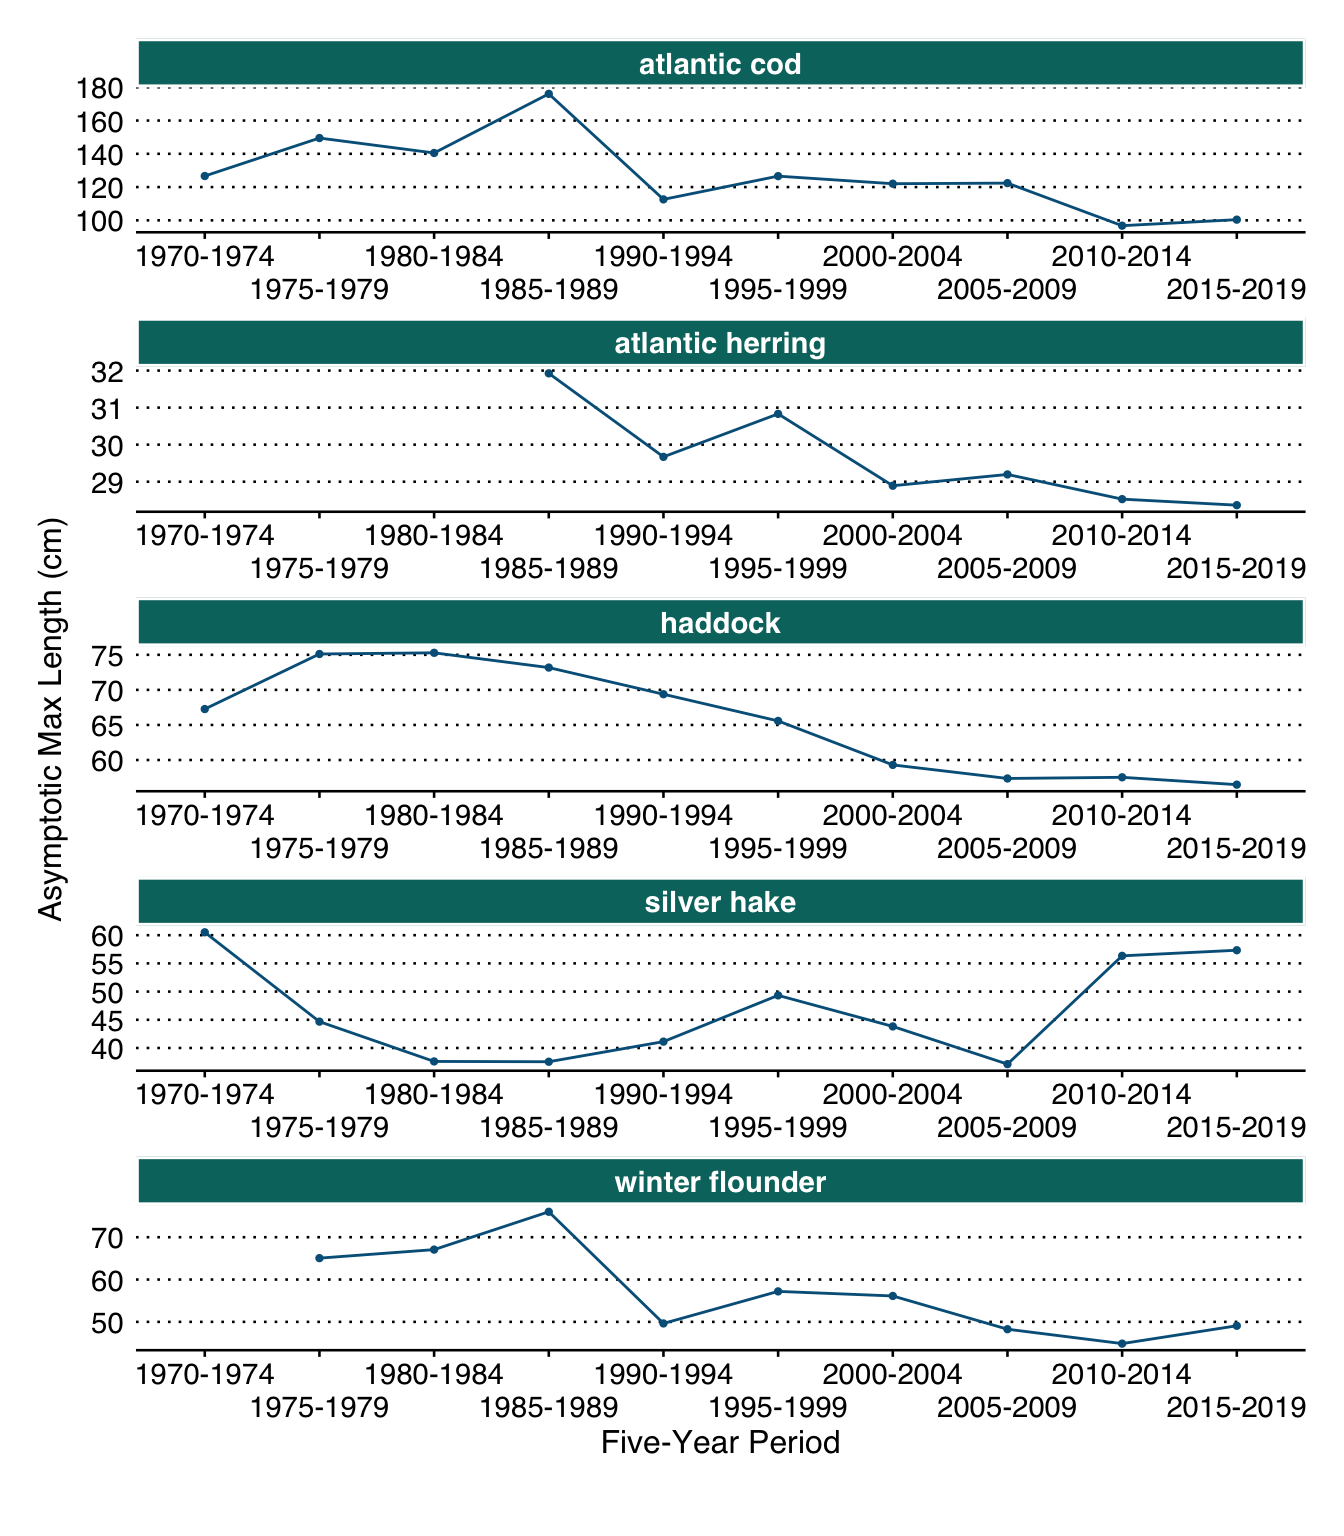 atlantic cod
180
160
140
120
100
1970-1974 1980-1984 1990-1994 2000-2004 2010-2014
1975-1979 1985-1989 1995-1999 2005-2009 2015-2019
atlantic herring
32
31
30
29
1970-1974 1980-1984 1990-1994 2000-2004 2010-2014
1975-1979 1985-1989 1995-1999 2005-2009 2015-2019
Asymptotic Max Length (cm)
haddock
75
70
65
60
1970-1974 1980-1984 1990-1994 2000-2004 2010-2014
1975-1979 1985-1989 1995-1999 2005-2009 2015-2019
silver hake
60
55
50
45
40
1970-1974 1980-1984 1990-1994 2000-2004 2010-2014
1975-1979 1985-1989 1995-1999 2005-2009 2015-2019
winter flounder
70
60
50
1970-1974 1980-1984 1990-1994 2000-2004 2010-2014
1975-1979 1985-1989 1995-1999 2005-2009 2015-2019
Five-Year Period